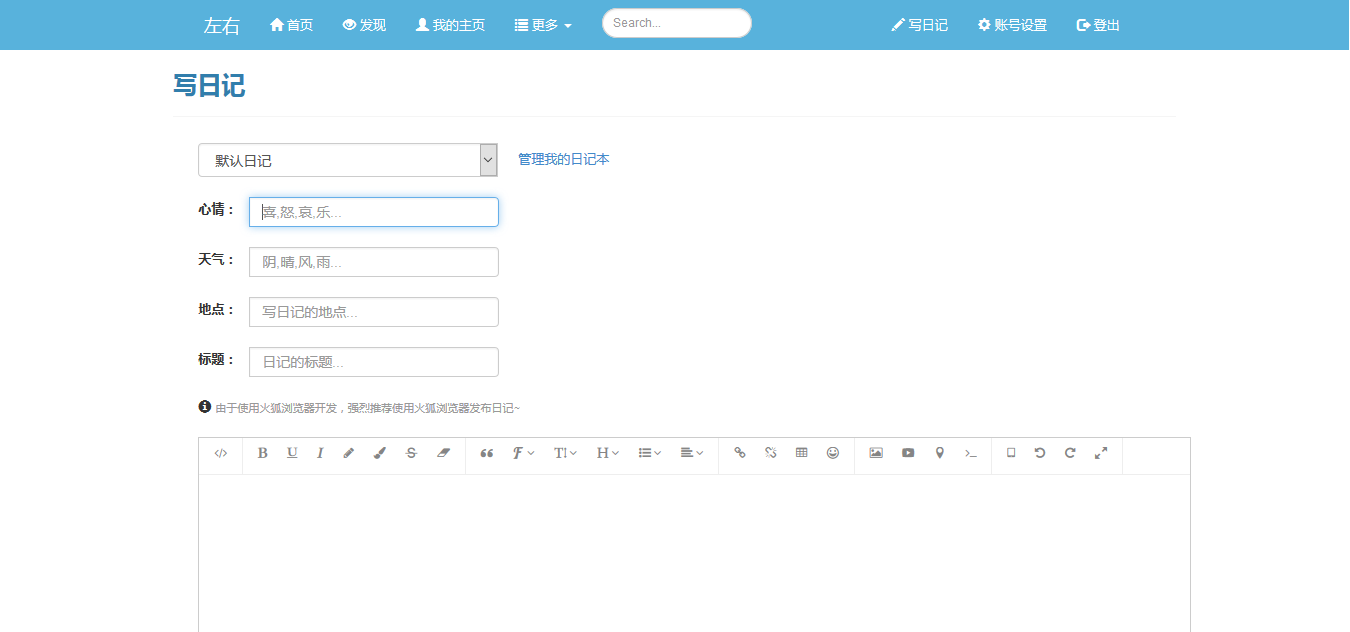 左右 首页 发现 我的主页 更多 Search... 写日记 账号设置 登出
写日记
默认日记 管理我的日记本
心情： 喜,怒,哀,乐...
天气： 阴,晴,风,雨...
地点： 写日记的地点...
标题： 日记的标题...
由于使用火狐浏览器开发，强烈推荐使用火狐浏览器发布日记~
</> B U I S F T! H >_